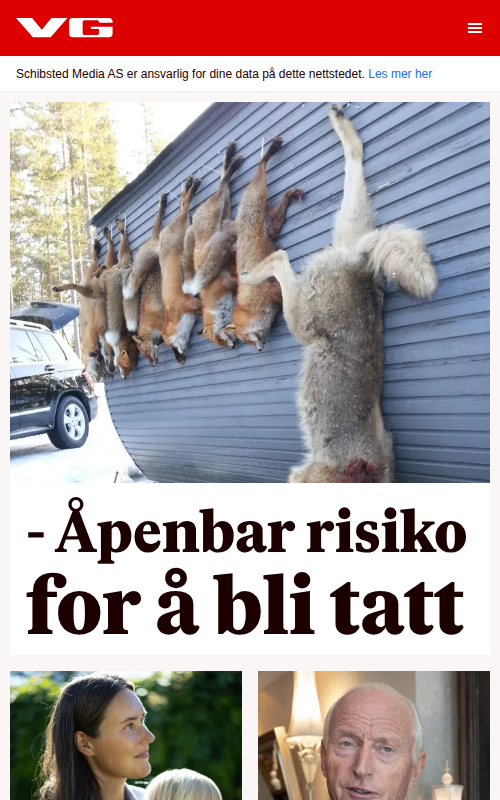 VG
Schibsted Media AS er ansvarlig for dine data på dette nettstedet. Les mer her
- Åpenbar risiko
for å bli tatt